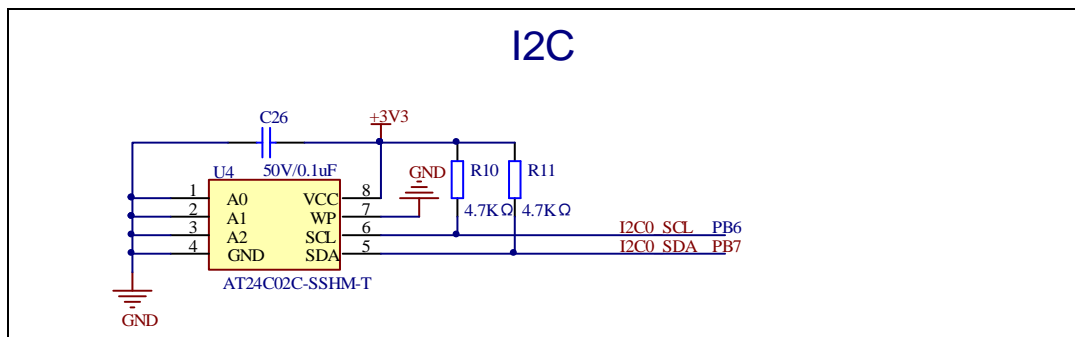 I2C
C26
+3V3
U4
50V/0.1uF
GND
R10
R11
1
A0
VCC
8
2
A1
WP
7
4.7KΩ
4.7KΩ
3
A2
SCL
6
I2C0_SCL
PB6
4
GND
SDA
5
I2C0_SDA
PB7
AT24C02C-SSHM-T
GND